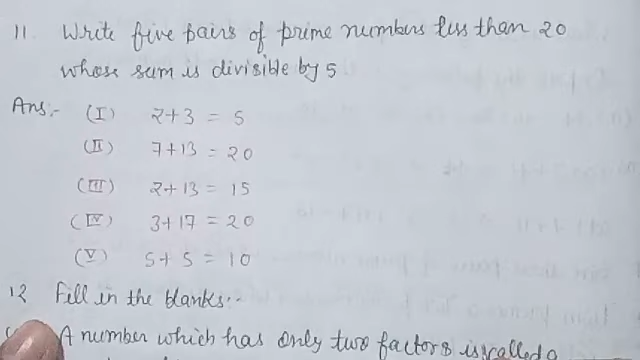 11. Write five pairs of prime numbers less than 20
whose sum is divisible by 5
Ans:- (I) 2+3 = 5
(II) 7+13 = 20
(III) 2+13 = 15
(IV) 3+17 = 20
(V) 5+5 = 10
12 Fill in the blanks:-
A number which has only two factors is called a